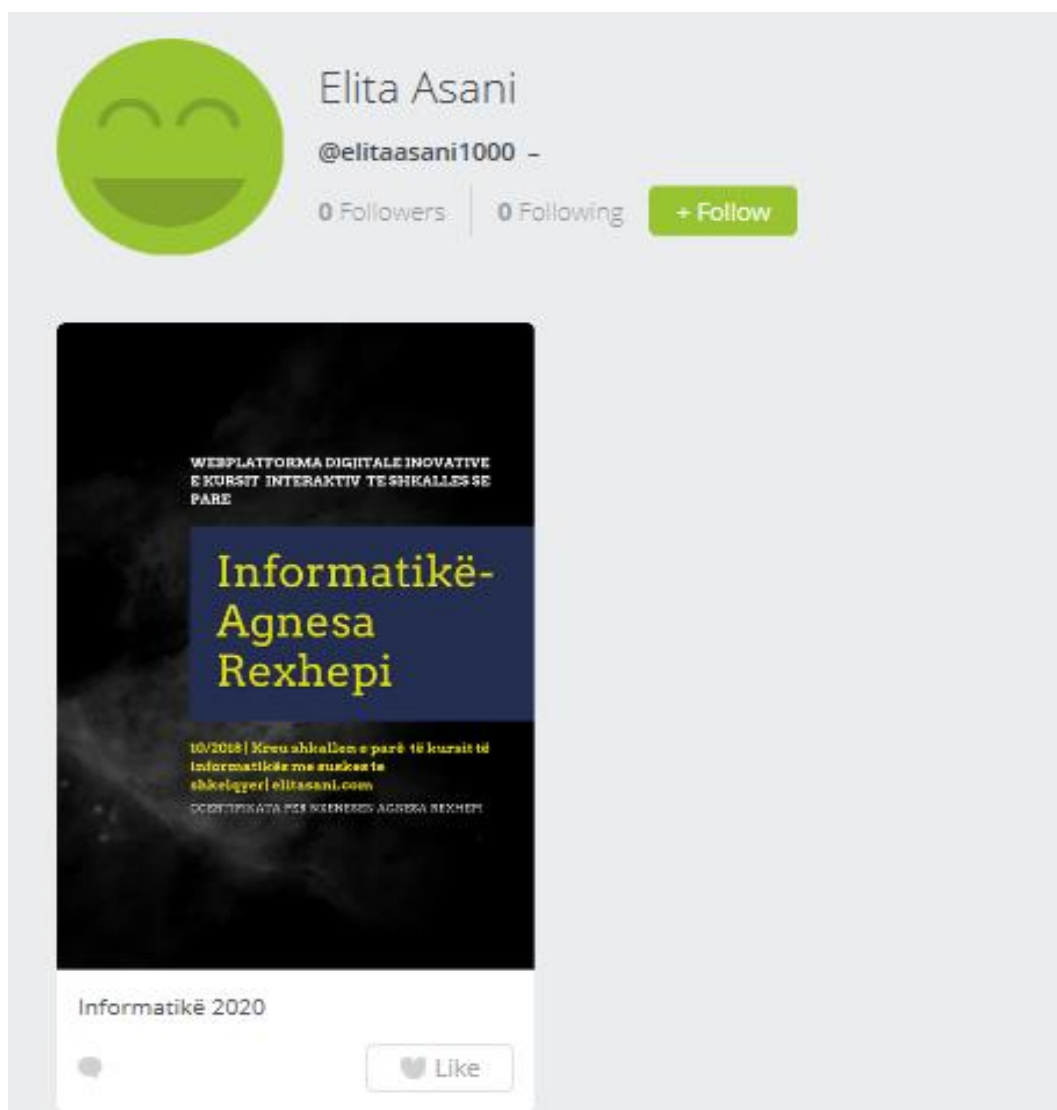 Elita Asani
@elitaasani1000 –
0 Followers 0 Following + Follow
WEBPLATFORMA DIGJITALE INOVATIVE
E KURSIT INTERAKTIV TE SHKALLES SE
PARE
Informatikë-
Agnesa
Rexhepi
10/2018| Kreu shkallen e parë të kursit të
informatikës me sukses te
shkelqyer| elitasani.com
PER NXENESEN AGNESA REXHEPI
Informatikë 2020
Like